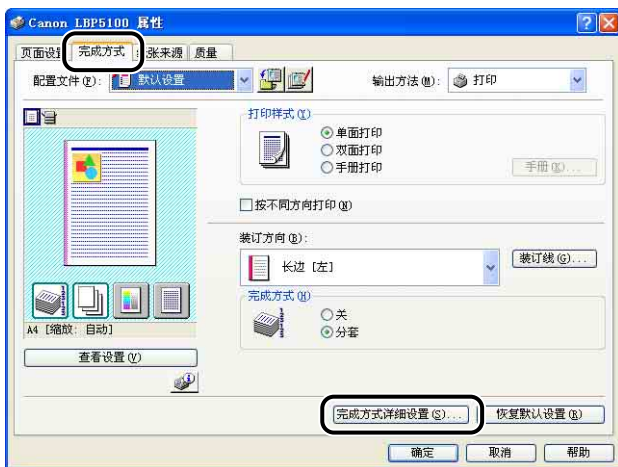 Canon LBP5100 属性
页面设 完成方式 张来源 质量
配置文件(F): 默认设置 输出方法(M): 打印
打印样式(Y)
单面打印
双面打印
手册打印 手册(K)...
按不同方向打印(N)
装订方向(B):
长边 [左] 装订线(G)...
完成方式(H)
关
分套
A4 [缩放: 自动]
查看设置(V)
完成方式详细设置(S)... 恢复默认设置(R)
确定 取消 帮助